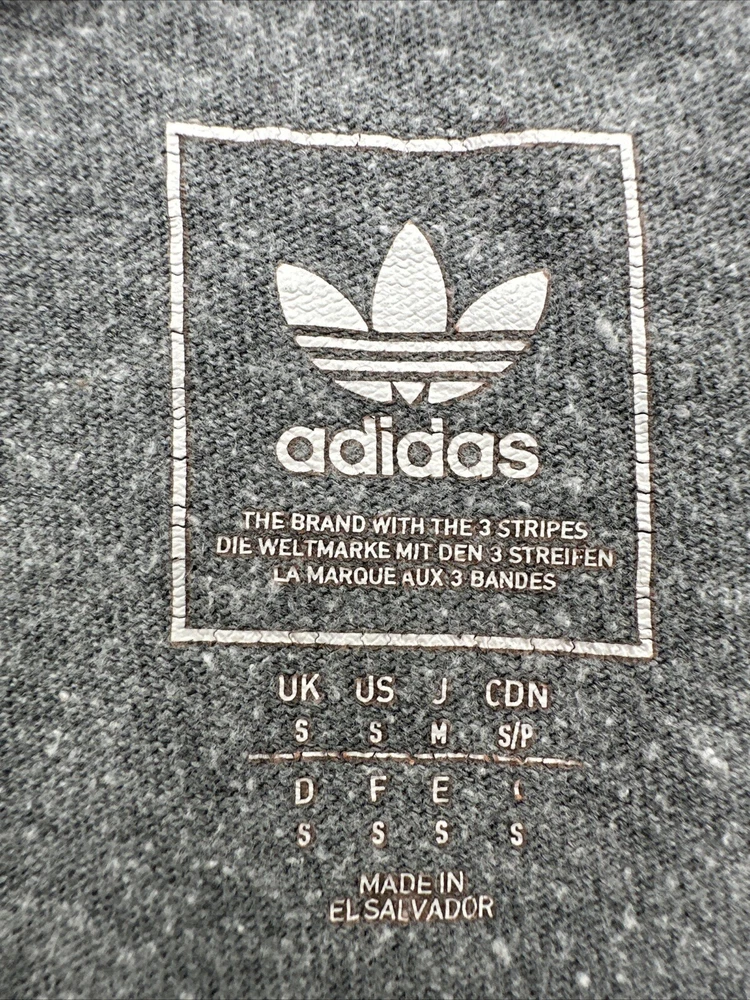 adidas
THE BRAND WITH THE 3 STRIPES
DIE WELTMARKE MIT DEN 3 STREIFEN
LA MARQUE AUX 3 BANDES
UK US J CDN
S S M S/P
D F E
S S S S
MADE IN
EL SALVADOR